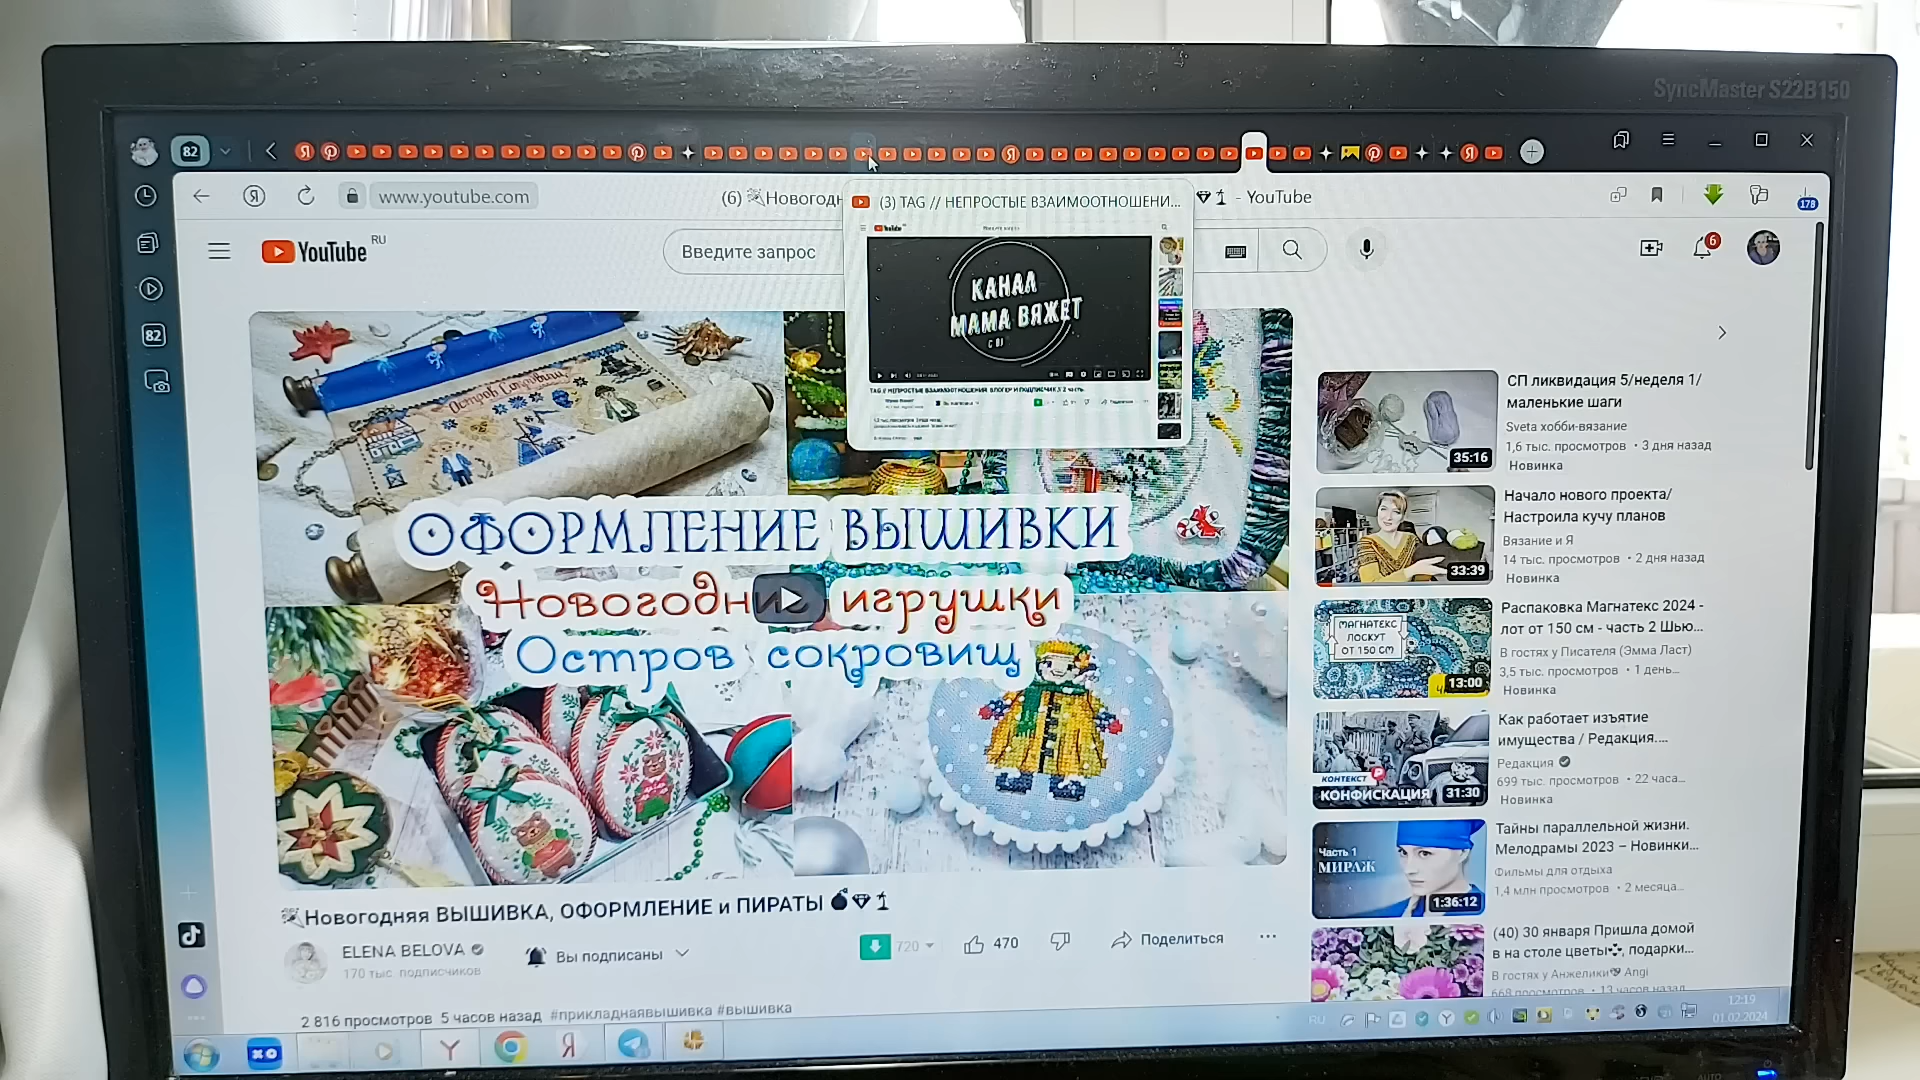 SyncMaster S22B150
82
www.youtube.com
(6) Новогодн
- YouTube
178
(3) TAG // НЕПРОСТЫЕ ВЗАИМООТНОШЕНИ...
YouTube RU
Введите запрос
6
82
КАНАЛ
МАМА ВЯЖЕТ
TAG // НЕПРОСТЫЕ ВЗАИМООТНОШЕНИЯ. БЛОГЕР И ПОДПИСЧИК
Остров Сокровищ
ОФОРМЛЕНИЕ ВЫШИВКИ
Новогодние игрушки
Остров сокровищ
Новогодняя ВЫШИВКА, ОФОРМЛЕНИЕ и ПИРАТЫ
ELENA BELOVA
170 тыс. подписчиков
Вы подписаны
720
470
Поделиться
2 816 просмотров 5 часов назад #прикладнаявышивка #вышивка
35:16
СП ликвидация 5/неделя 1/
маленькие шаги
Sveta хобби-вязание
1,6 тыс. просмотров • 3 дня назад
Новинка
33:39
Начало нового проекта/
Настроила кучу планов
Вязание и Я
14 тыс. просмотров • 2 дня назад
Новинка
МАГНАТЕКС
ЛОСКУТ
ОТ 150 СМ
13:00
Распаковка Магнатекс 2024 -
лот от 150 см - часть 2 Шью...
В гостях у Писателя (Эмма Ласт)
3,5 тыс. просмотров • 1 день...
Новинка
КОНТЕКСТ
КОНФИСКАЦИЯ
31:30
Как работает изъятие
имущества / Редакция....
Редакция
699 тыс. просмотров • 22 часа...
Новинка
Часть 1
МИРАЖ
1:36:12
Тайны параллельной жизни.
Мелодрамы 2023 – Новинки...
Фильмы для отдыха
1,4 млн просмотров • 2 месяца...
(40) 30 января Пришла домой
а на столе цветы, подарки...
В гостях у Анжелики Angi
668 просмотров • 13 часов назад
RU
12:19
01.02.2024